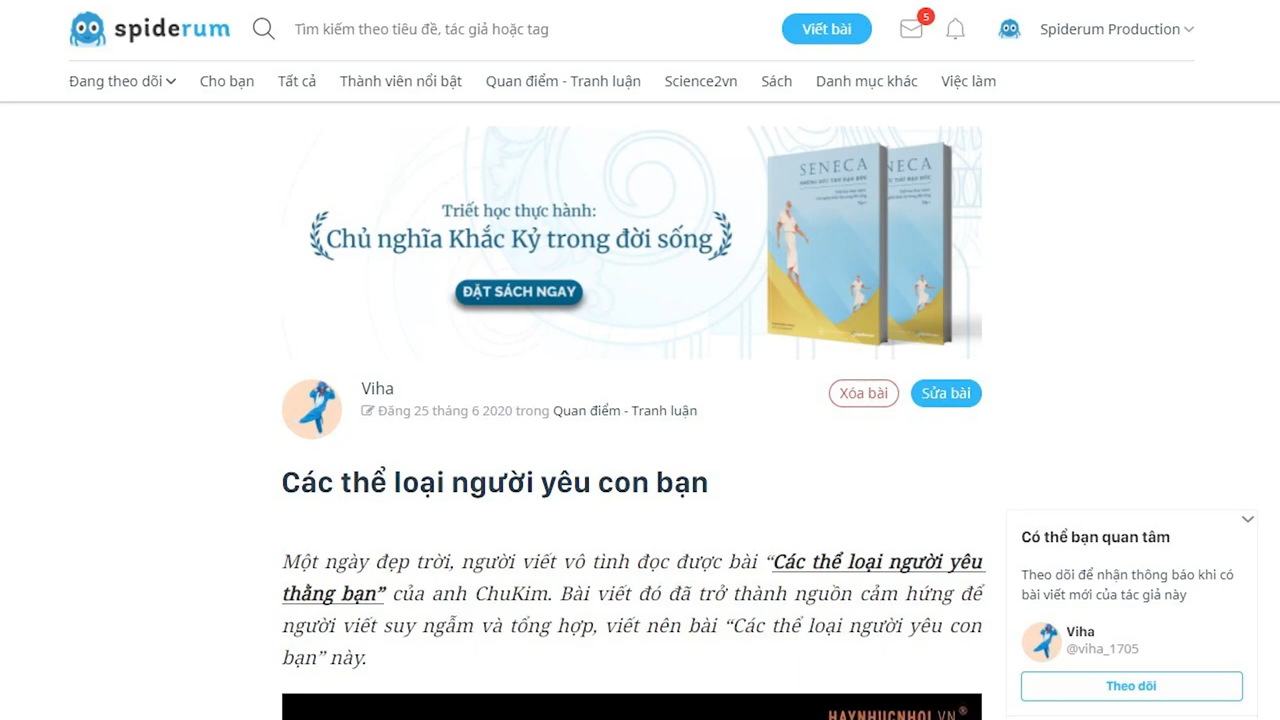 spiderum
Tìm kiếm theo tiêu đề, tác giả hoặc tag
Viết bài
5
Spiderum Production
Đang theo dõi
Cho bạn
Tất cả
Thành viên nổi bật
Quan điểm - Tranh luận
Science2vn
Sách
Danh mục khác
Việc làm
Triết học thực hành:
Chủ nghĩa Khắc Kỷ trong đời sống
ĐẶT SÁCH NGAY
SENECA
Viha
Đăng 25 tháng 6 2020 trong Quan điểm - Tranh luận
Xóa bài
Sửa bài
Các thể loại người yêu con bạn
Một ngày đẹp trời, người viết vô tình đọc được bài “Các thể loại người yêu
thằng bạn” của anh ChuKim. Bài viết đó đã trở thành nguồn cảm hứng để
người viết suy ngẫm và tổng hợp, viết nên bài “Các thể loại người yêu con
bạn” này.
HAYNHUCNHOI.VN®
Có thể bạn quan tâm
Theo dõi để nhận thông báo khi có
bài viết mới của tác giả này
Viha
@viha_1705
Theo dõi